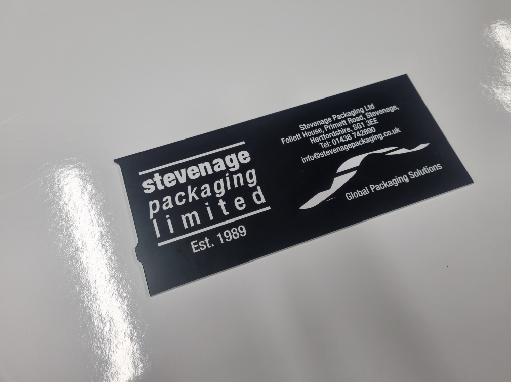 stevenage
packaging
limited
Est. 1989
Stevenage Packaging Ltd
Follett House, Primett Road, Stevenage,
Hertfordshire, SG1 3EE
Tel: 01438 742880
info@stevenagepackaging.co.uk
Global Packaging Solutions